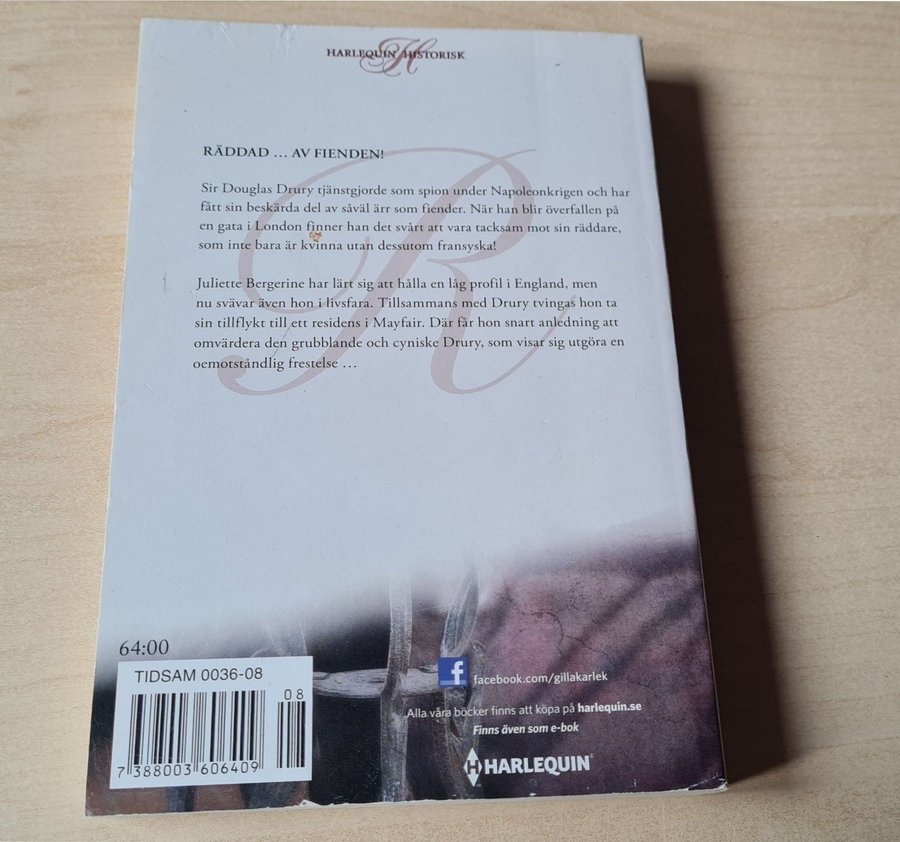 HARLEQUIN H HISTORISK
RÄDDAD ... AV FIENDEN!
Sir Douglas Drury tjänstgjorde som spion under Napoleonkrigen och har
fått sin beskärda del av såväl ärr som fiender. När han blir överfallen på
en gata i London finner han det svårt att vara tacksam mot sin räddare,
som inte bara är kvinna utan dessutom fransyska!
Juliette Bergerine har lärt sig att hålla en låg profil i England, men
nu svävar även hon i livsfara. Tillsammans med Drury tvingas hon ta
sin tillflykt till ett residens i Mayfair. Där får hon snart anledning att
omvärdera den grubblande och cyniske Drury, som visar sig utgöra en
oemotståndlig frestelse ...
R
64:00
TIDSAM 0036-08
08
7 388003 606409
f facebook.com/gillakarlek
Alla våra böcker finns att köpa på harlequin.se
Finns även som e-bok
H HARLEQUIN®